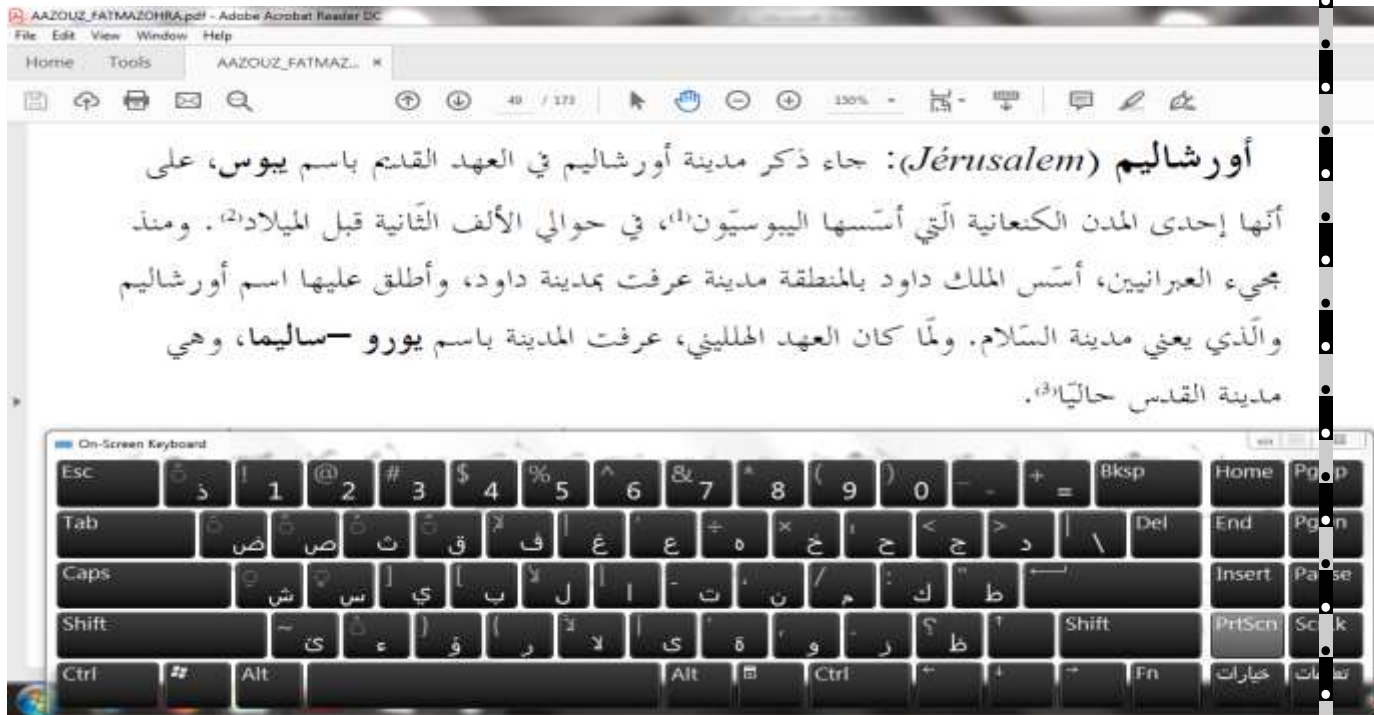 AAZOUZ_FATMAZOHRA.pdf - Adobe Acrobat Reader DC
File Edit View Window Help
Home Tools AAZOUZ_FATMAZ...
49 / 173 150%
أورشاليم (Jérusalem): جاء ذكر مدينة أورشاليم في العهد القديم باسم يبوس، على
أنّها إحدى المدن الكنعانية الّتي أسّسها اليبوسيّون(1)، في حوالي الألف الثّانية قبل الميلاد(2). ومنذ
مجيء العبرانيين، أسّس الملك داود بالمنطقة مدينة عرفت بمدينة داود، وأطلق عليها اسم أورشاليم
والّذي يعني مدينة السّلام. ولمّا كان العهد الهلليني، عرفت المدينة باسم يورو –ساليما، وهي
مدينة القدس حاليّا(3).
On-Screen Keyboard
Esc ذ ! 1 @ 2 # 3 $ 4 % 5 ^ 6 & 7 * 8 ( 9 ) 0 _ - + = Bksp Home
Tab ض ص ث ق ف غ ع ÷ ه × خ ح < ج > د | \ Del End
Caps ش س ] ي [ ب ل أ ا ـ ت ، ن / م : ك " ط Insert
Shift ~ ئ ء } ؤ { ر لا ى ة و . ز ؟ ظ Shift PrtScn
Ctrl Alt Alt Ctrl Fn خيارات